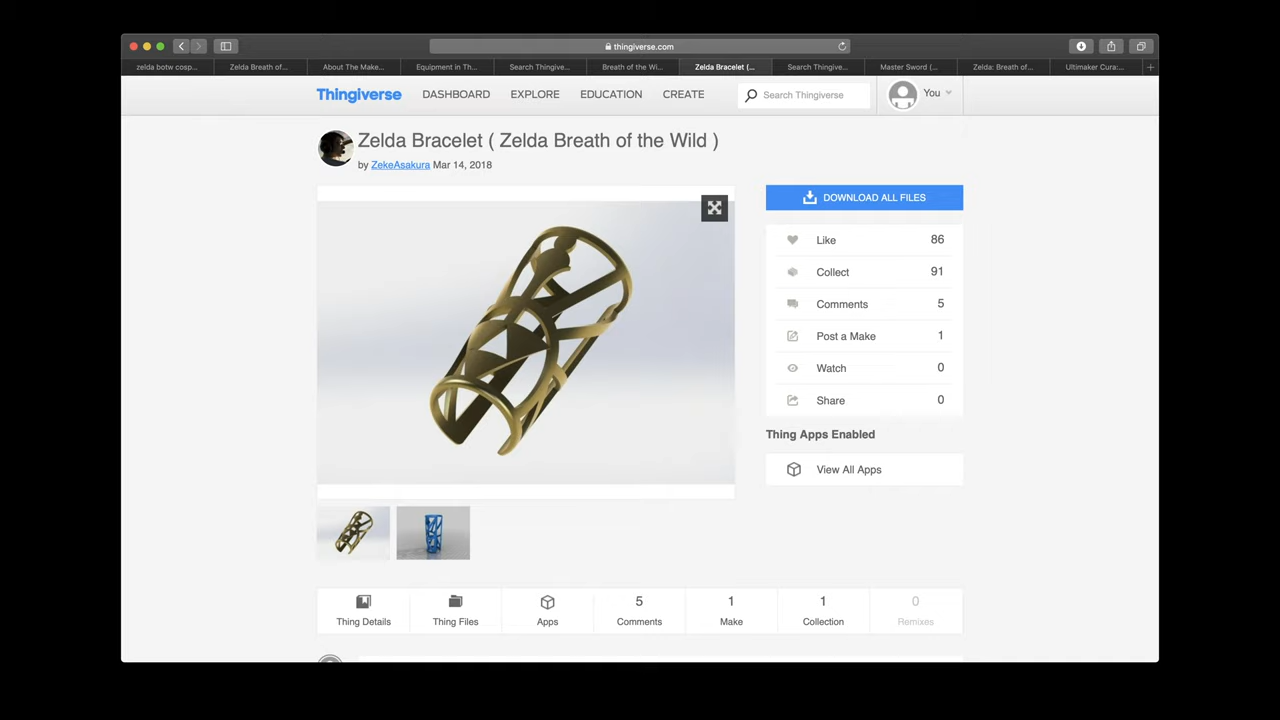 thingiverse.com
zelda botw cosp...
Zelda Breath of...
About The Make...
Equipment in Th...
Search Thingive...
Breath of the Wi...
Zelda Bracelet (...
Search Thingive...
Master Sword (...
Zelda: Breath of...
Ultimaker Cura:...
Thingiverse
DASHBOARD
EXPLORE
EDUCATION
CREATE
Search Thingiverse
You
Zelda Bracelet ( Zelda Breath of the Wild )
by ZekeAsakura Mar 14, 2018
DOWNLOAD ALL FILES
Like 86
Collect 91
Comments 5
Post a Make 1
Watch 0
Share 0
Thing Apps Enabled
View All Apps
Thing Details
Thing Files
Apps
5
Comments
1
Make
1
Collection
0
Remixes